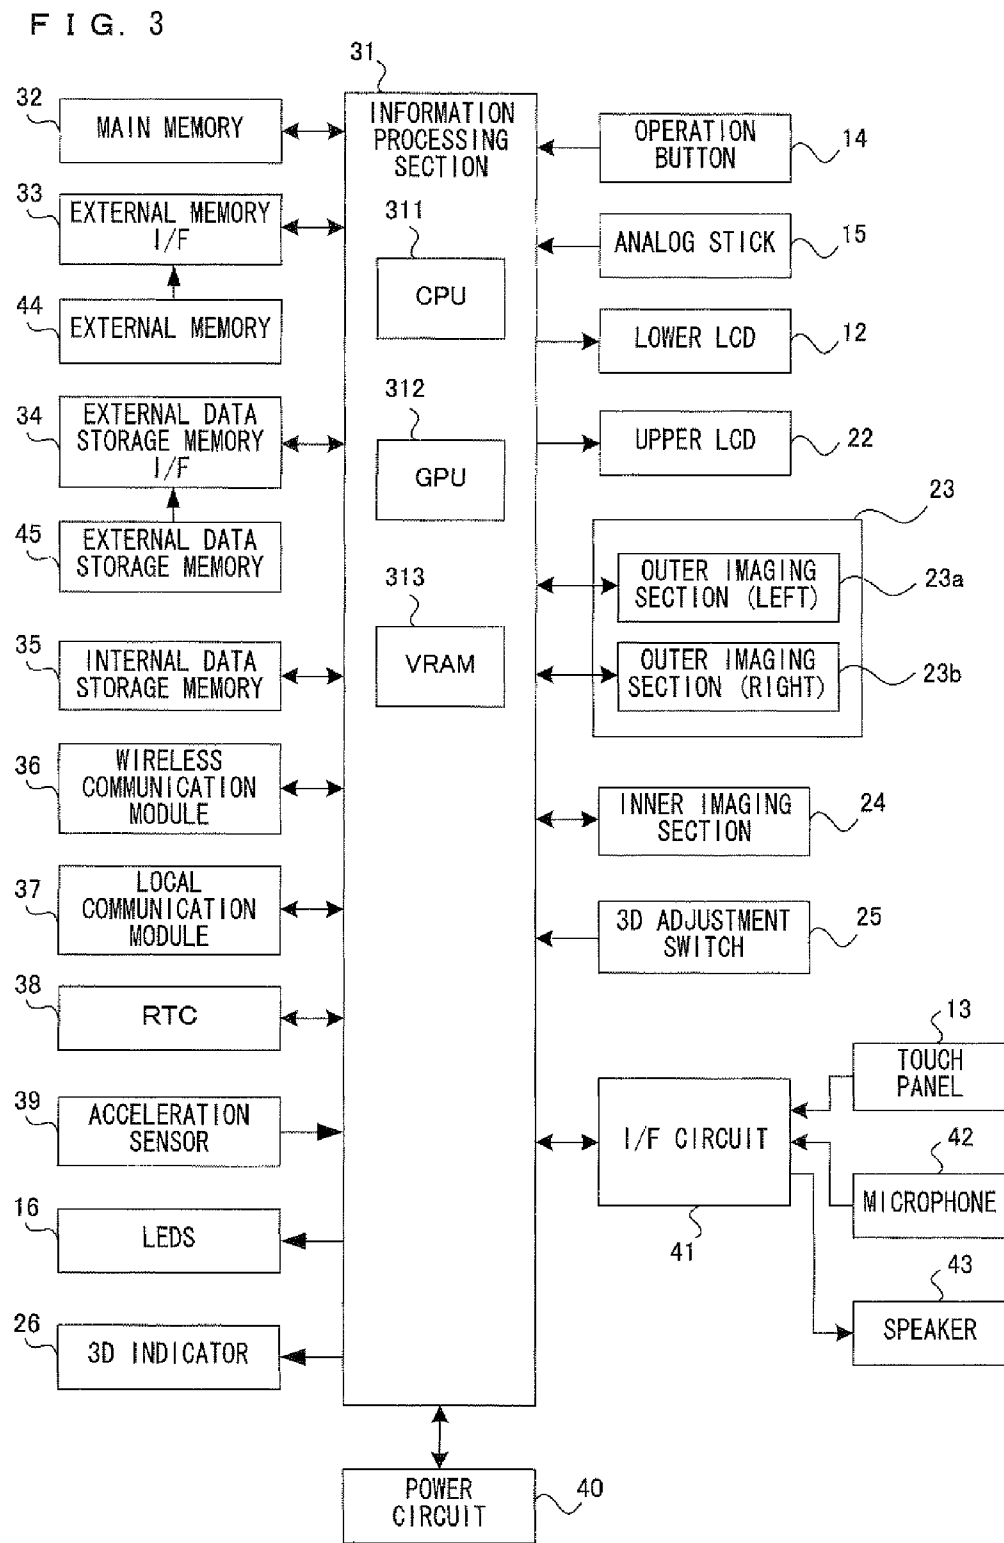 FIG. 3
31
INFORMATION
PROCESSING
SECTION
311
CPU
312
GPU
313
VRAM
32
MAIN MEMORY
33
EXTERNAL MEMORY
I/F
44
EXTERNAL MEMORY
34
EXTERNAL DATA
STORAGE MEMORY
I/F
45
EXTERNAL DATA
STORAGE MEMORY
35
INTERNAL DATA
STORAGE MEMORY
36
WIRELESS
COMMUNICATION
MODULE
37
LOCAL
COMMUNICATION
MODULE
38
RTC
39
ACCELERATION
SENSOR
16
LEDS
26
3D INDICATOR
OPERATION
BUTTON
14
ANALOG STICK
15
LOWER LCD
12
UPPER LCD
22
23
OUTER IMAGING
SECTION (LEFT)
23a
OUTER IMAGING
SECTION (RIGHT)
23b
INNER IMAGING
SECTION
24
3D ADJUSTMENT
SWITCH
25
13
TOUCH
PANEL
I/F CIRCUIT
41
42
MICROPHONE
43
SPEAKER
POWER
CIRCUIT
40